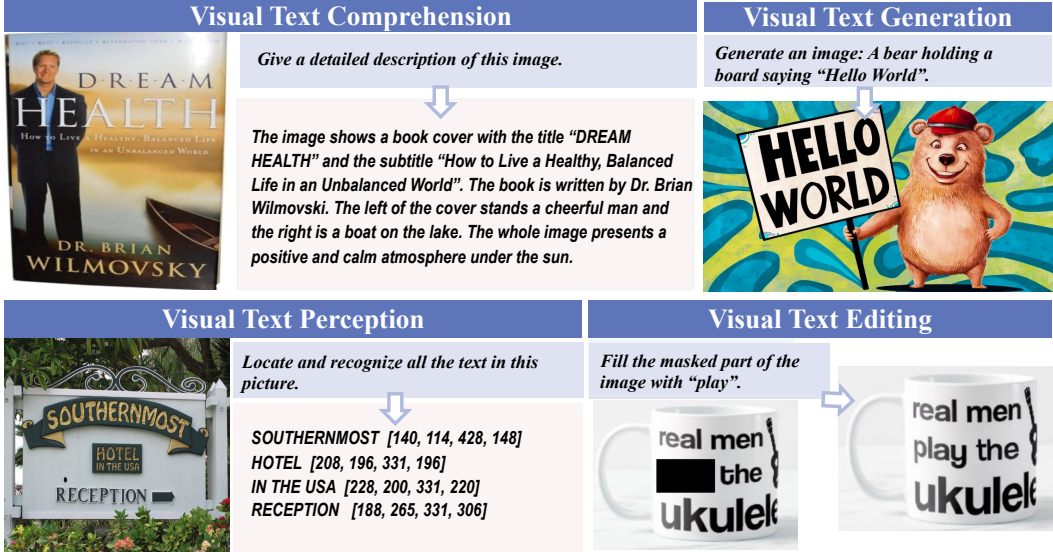 Visual Text Comprehension
DIET • REST • EXERCISE • ALTERNATIVE CARE
D•R•E•A•M
HEALTH
HOW TO LIVE A HEALTHY, BALANCED LIFE
IN AN UNBALANCED WORLD
DR. BRIAN
WILMOVSKY
Give a detailed description of this image.
The image shows a book cover with the title “DREAM
HEALTH” and the subtitle “How to Live a Healthy, Balanced
Life in an Unbalanced World”. The book is written by Dr. Brian
Wilmovski. The left of the cover stands a cheerful man and
the right is a boat on the lake. The whole image presents a
positive and calm atmosphere under the sun.
Visual Text Generation
Generate an image: A bear holding a
board saying “Hello World”.
HELLO
WORLD
Visual Text Perception
SOUTHERNMOST
HOTEL
IN THE USA
RECEPTION
Locate and recognize all the text in this
picture.
SOUTHERNMOST [140, 114, 428, 148]
HOTEL [208, 196, 331, 196]
IN THE USA [228, 200, 331, 220]
RECEPTION [188, 265, 331, 306]
Visual Text Editing
Fill the masked part of the
image with “play”.
real men
the
ukulele
real men
play the
ukulele